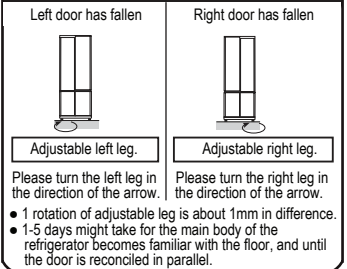 Left door has fallen
Adjustable left leg.
Please turn the left leg in
the direction of the arrow.
Right door has fallen
Adjustable right leg.
Please turn the right leg in
the direction of the arrow.
● 1 rotation of adjustable leg is about 1mm in difference.
● 1-5 days might take for the main body of the
refrigerator becomes familiar with the floor, and until
the door is reconciled in parallel.